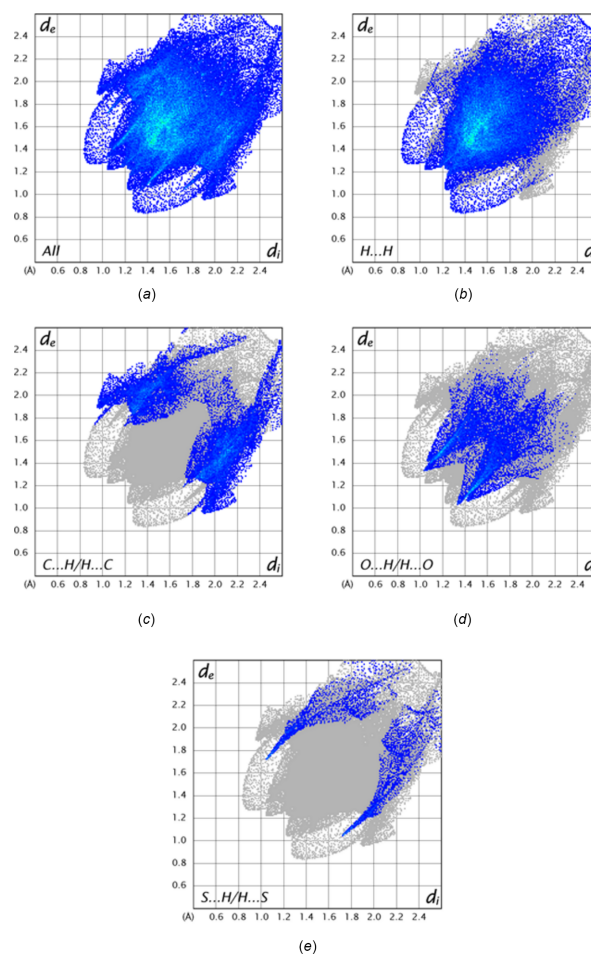 2.4 de 2.4 de
2.2 2.2
2.0 2.0
1.8 1.8
1.6 1.6
1.4 1.4
1.2 1.2
1.0 1.0
0.8 0.8
0.6 All di 0.6 H...H d
(Å) 0.6 0.8 1.0 1.2 1.4 1.6 1.8 2.0 2.2 2.4 (Å) 0.6 0.8 1.0 1.2 1.4 1.6 1.8 2.0 2.2 2.4
(a) (b)
2.4 de 2.4 de
2.2 2.2
2.0 2.0
1.8 1.8
1.6 1.6
1.4 1.4
1.2 1.2
1.0 1.0
0.8 0.8
0.6 0.6
C...H/H...C di O...H/H...O d
(Å) 0.6 0.8 1.0 1.2 1.4 1.6 1.8 2.0 2.2 2.4 (Å) 0.6 0.8 1.0 1.2 1.4 1.6 1.8 2.0 2.2 2.4
(c) (d)
2.4 de
2.2
2.0
1.8
1.6
1.4
1.2
1.0
0.8
0.6
S...H/H...S di
(Å) 0.6 0.8 1.0 1.2 1.4 1.6 1.8 2.0 2.2 2.4
(e)